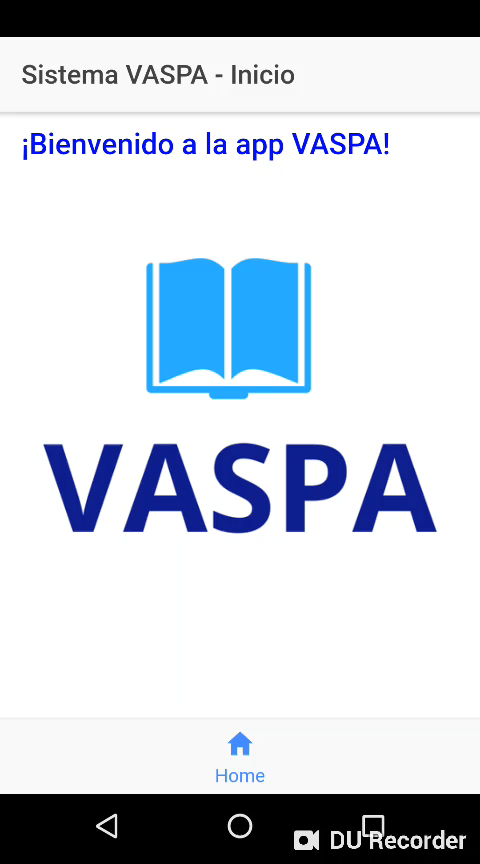 Sistema VASPA - Inicio
¡Bienvenido a la app VASPA!
VASPA
Home
DU Recorder